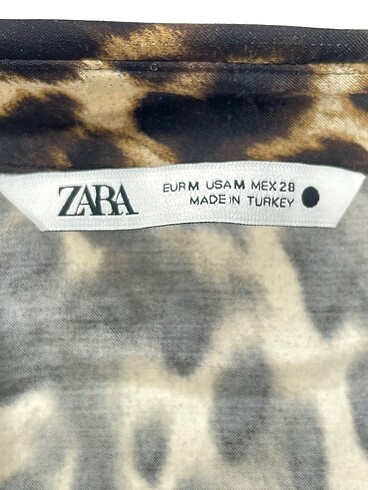 ZARA
EUR M USA M MEX 28
MADE IN TURKEY